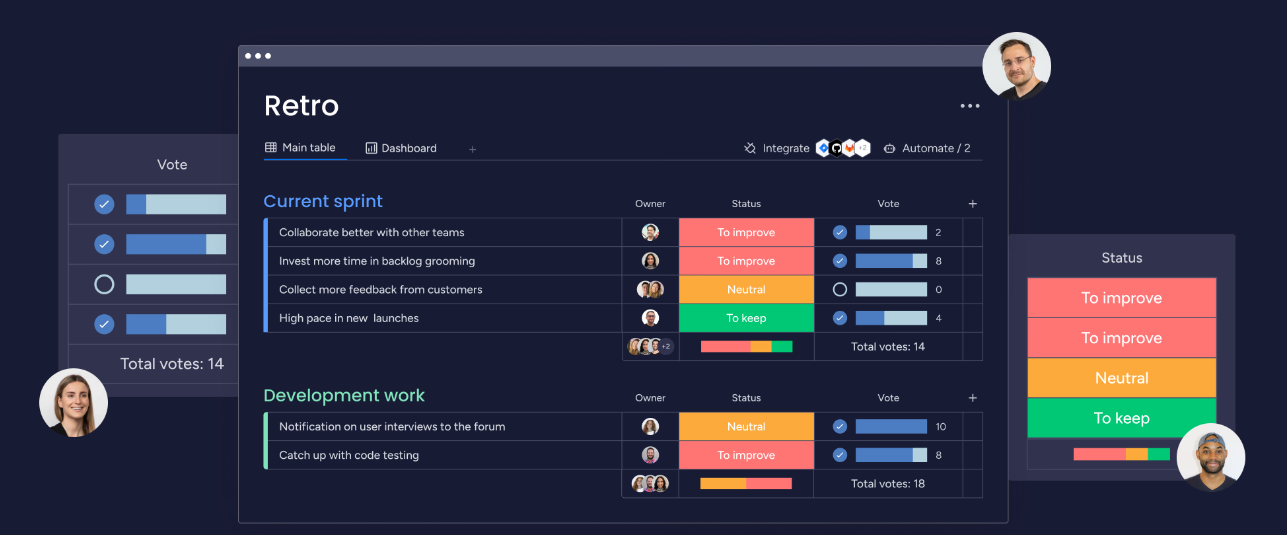 Retro
Main table
Dashboard
+
Integrate
+2
Automate / 2
Vote
Total votes: 14
Current sprint
Owner
Status
Vote
+
Collaborate better with other teams
To improve
2
Invest more time in backlog grooming
To improve
8
Collect more feedback from customers
Neutral
0
High pace in new launches
To keep
4
+2
Total votes: 14
Development work
Owner
Status
Vote
+
Notification on user interviews to the forum
Neutral
10
Catch up with code testing
To improve
8
Total votes: 18
Status
To improve
To improve
Neutral
To keep